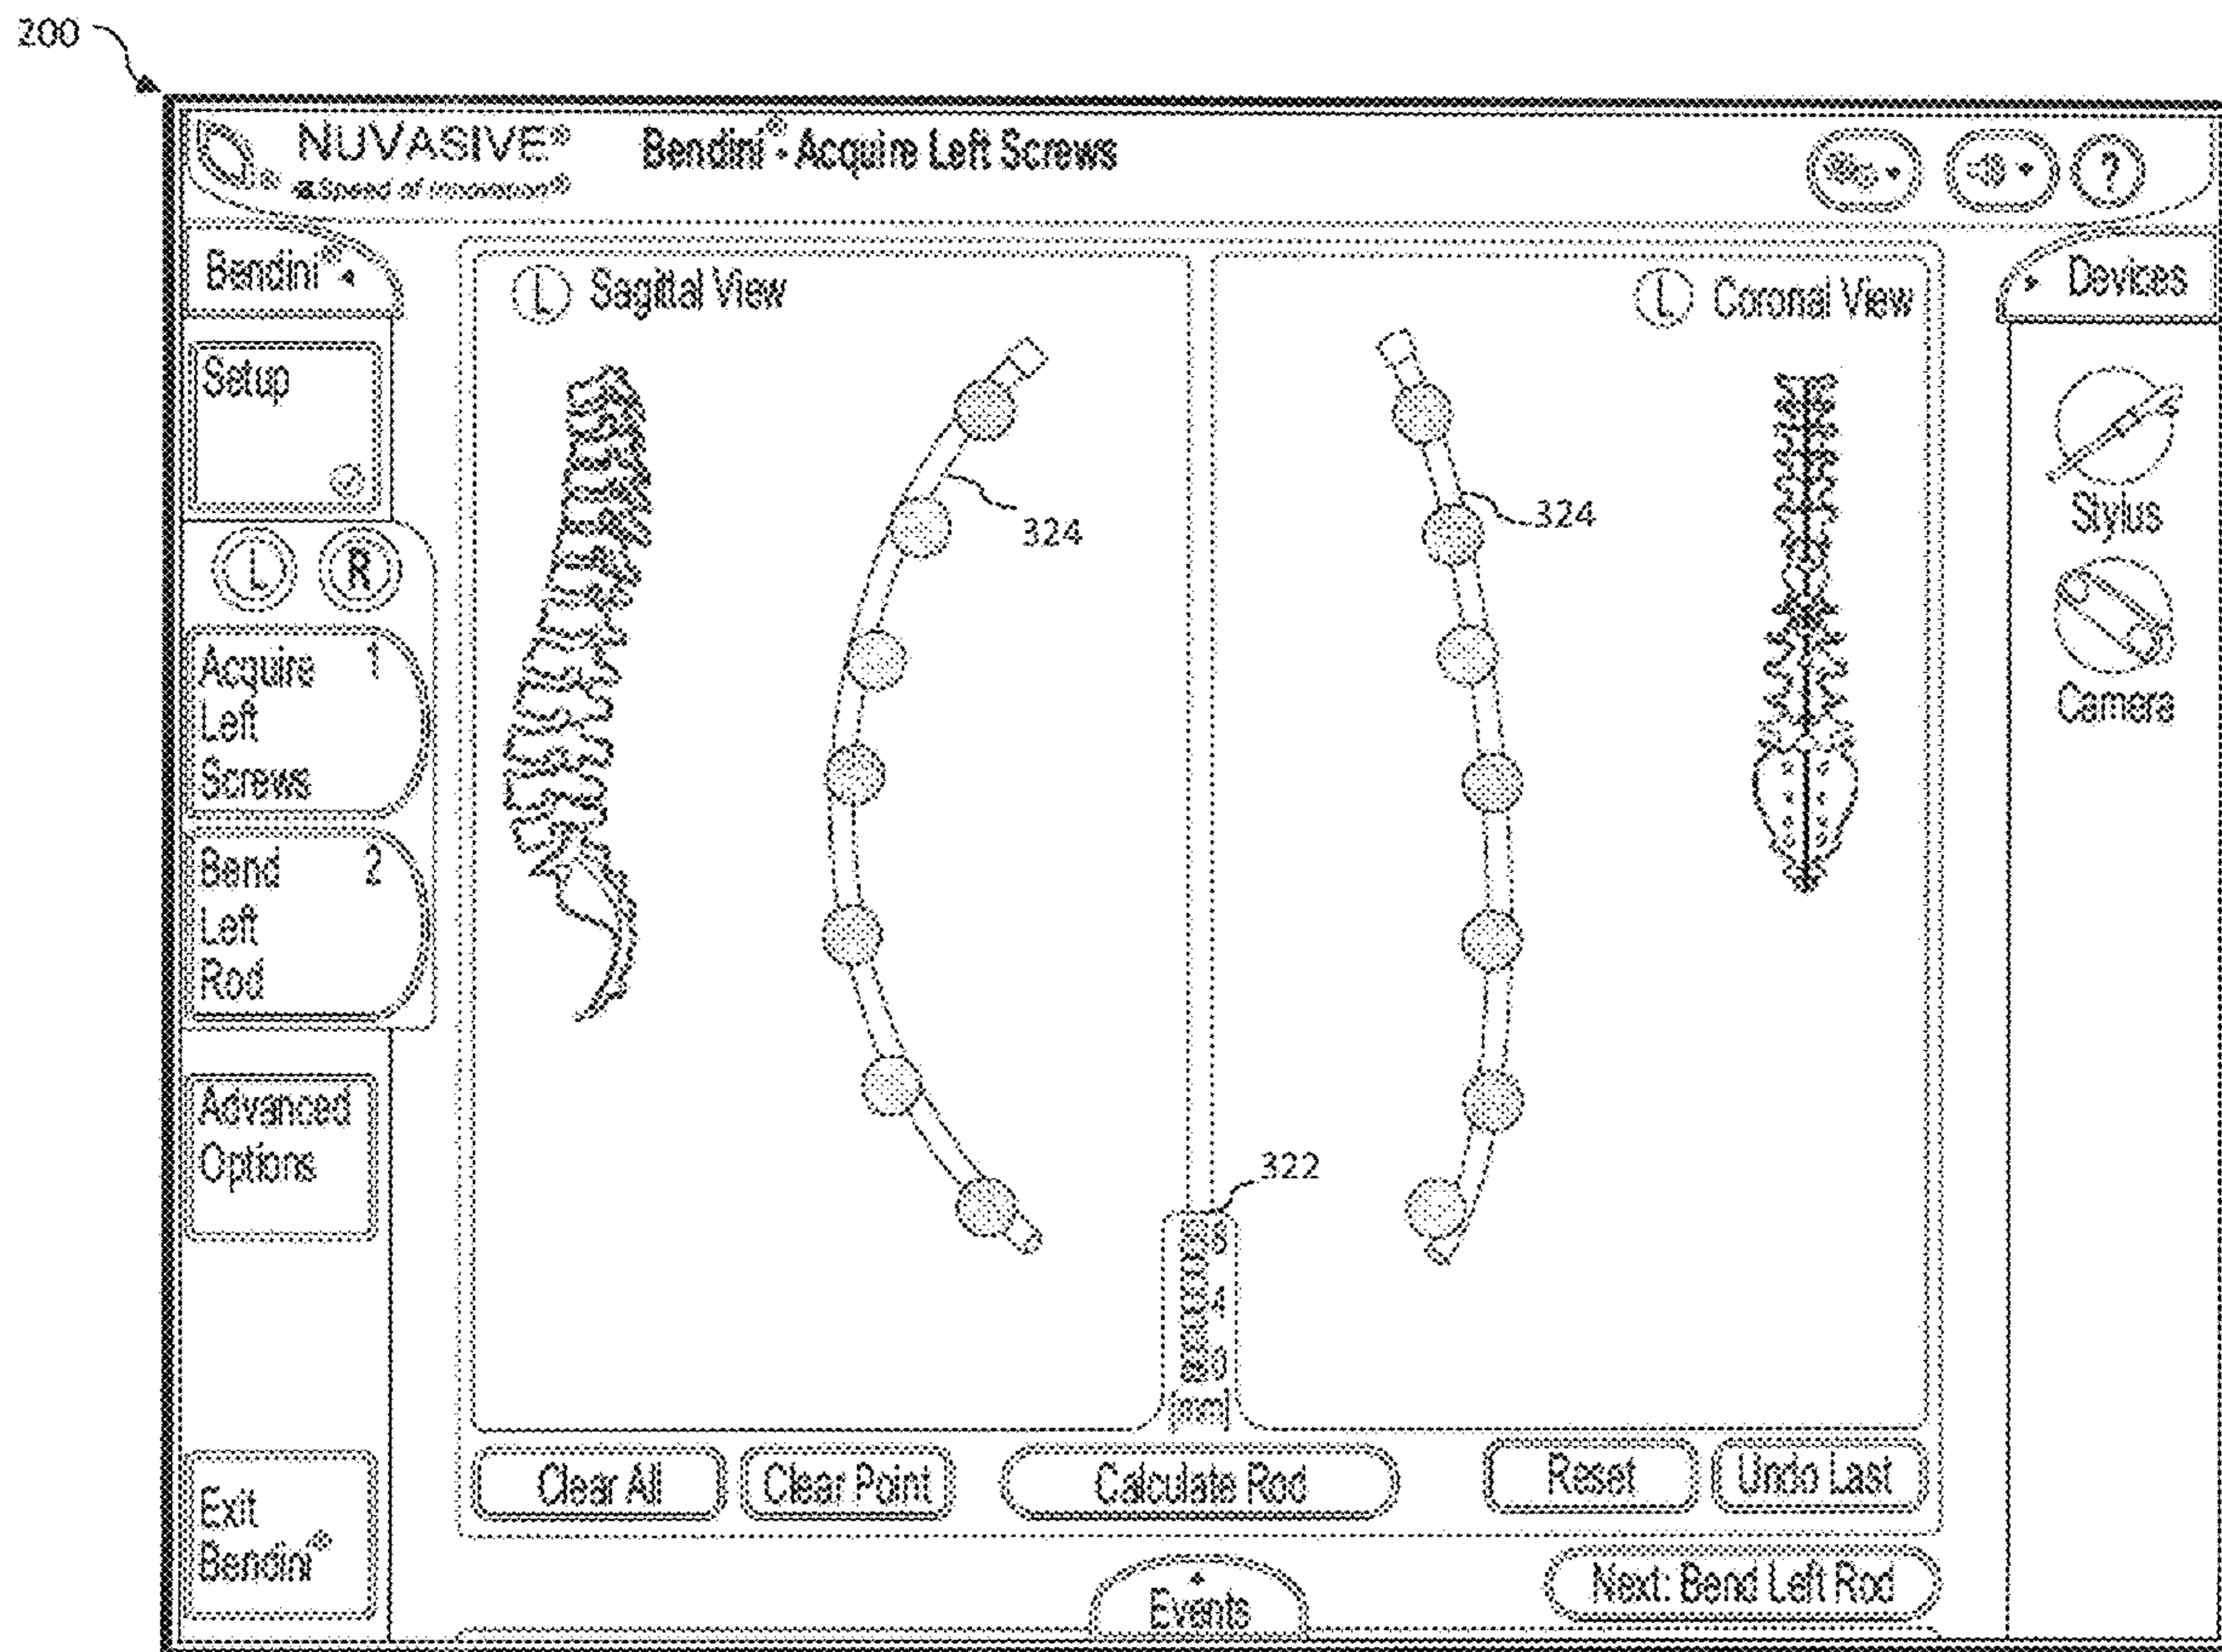 200
NUVASIVE®
Speed of Innovation®
Bendini® - Acquire Left Screws
?
Bendini®
Devices
L Sagittal View
L Coronal View
Setup
Stylus
324
324
L R
Acquire 1
Left
Screws
Camera
Bend 2
Left
Rod
Advanced
Options
322
8
4
0
[mm]
Clear All
Clear Point
Calculate Rod
Reset
Undo Last
Exit
Bendini®
Next: Bend Left Rod
Events